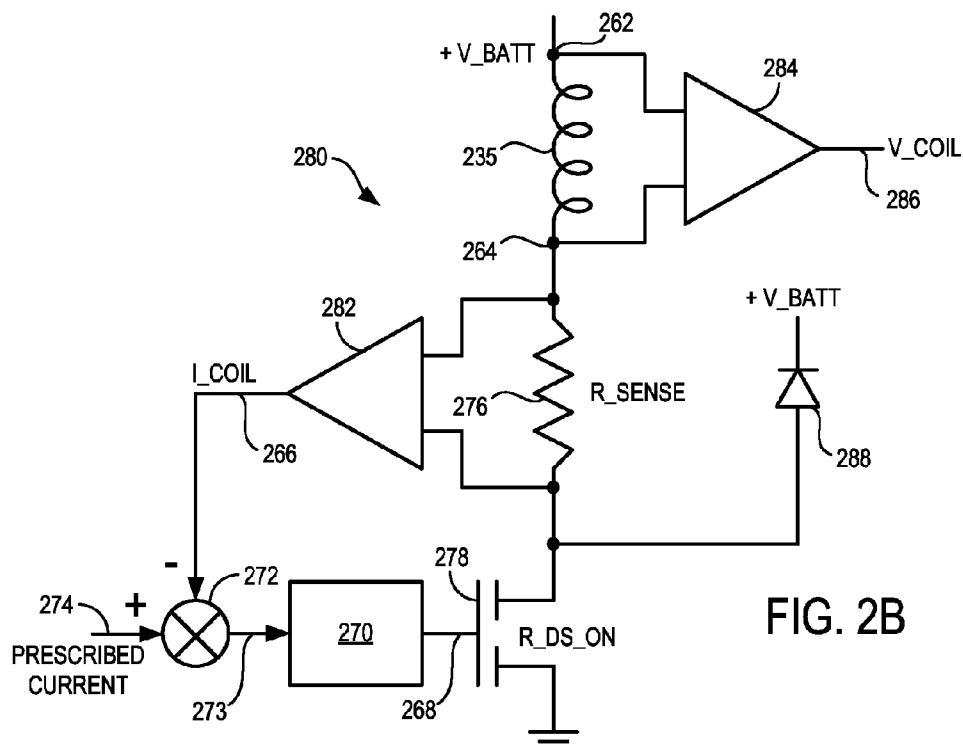 262
+ V_BATT
284
235
280
V_COIL
286
264
+ V_BATT
282
I_COIL
276
R_SENSE
266
288
-
272
278
274
+
270
R_DS_ON
FIG. 2B
PRESCRIBED
CURRENT
273
268